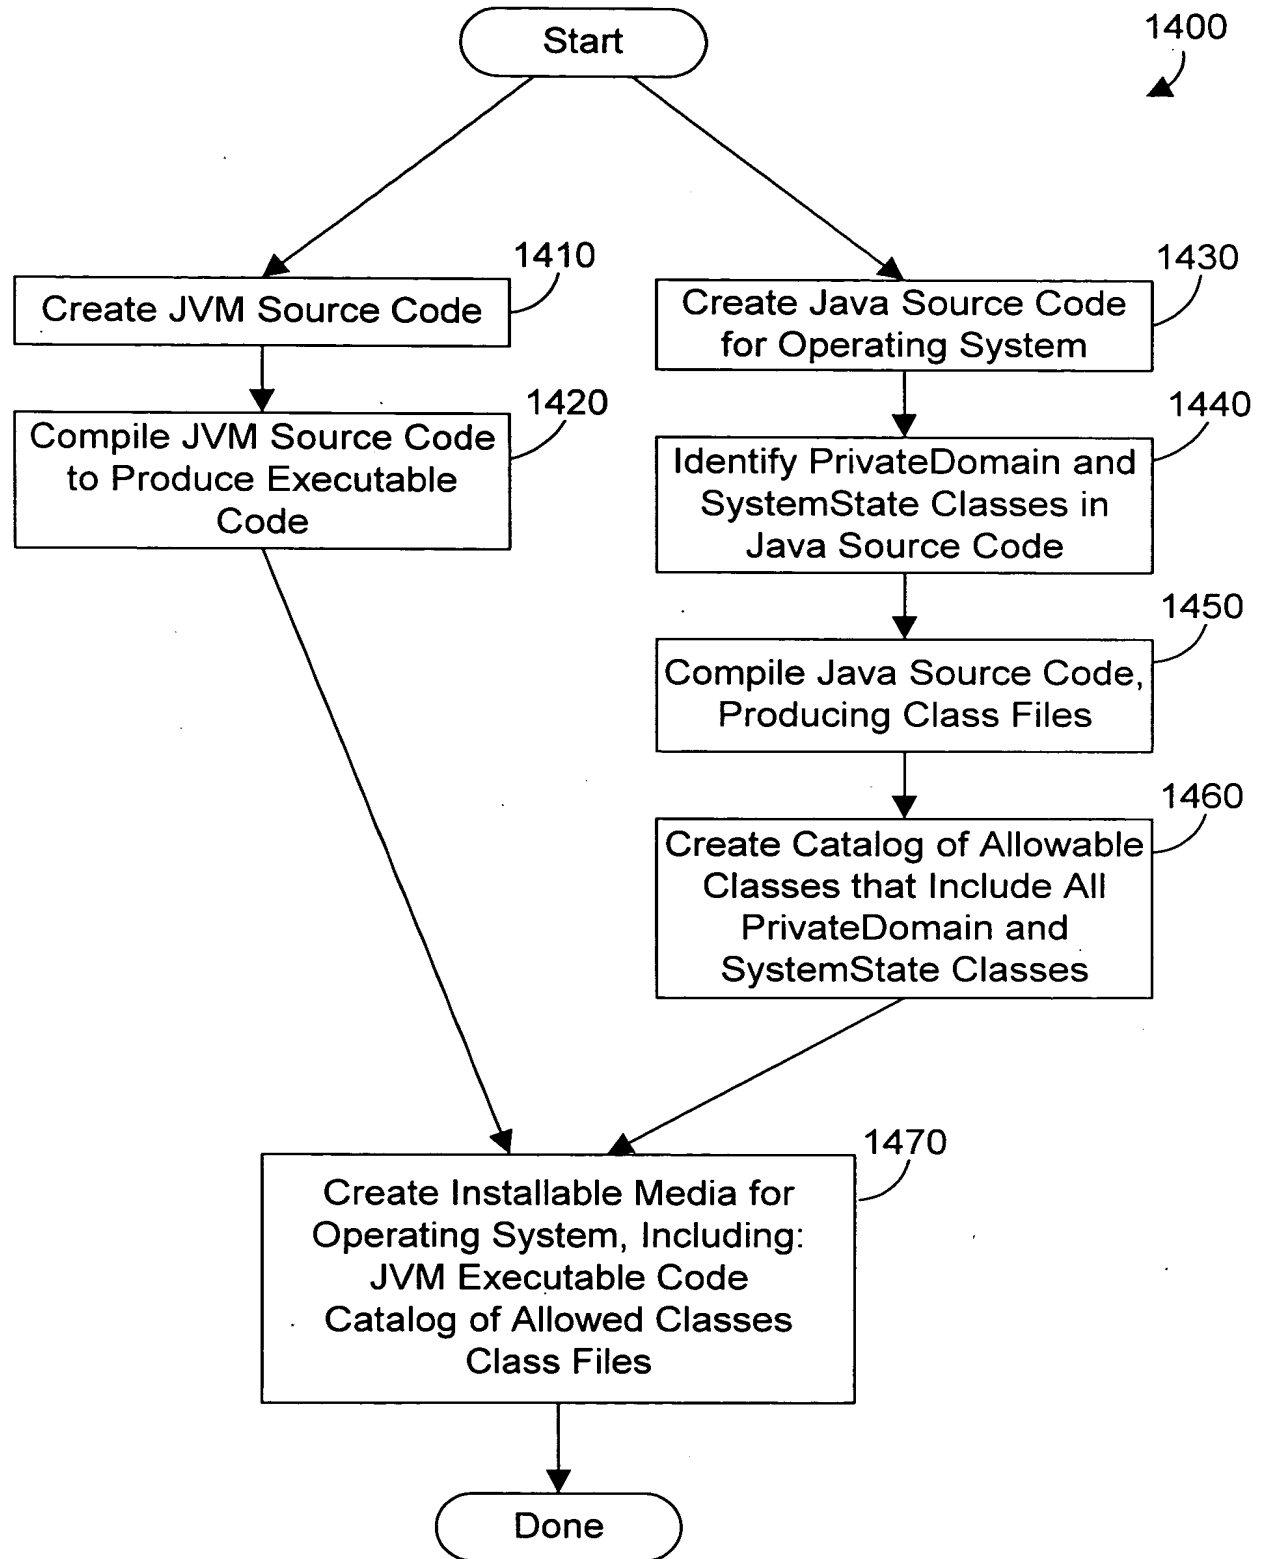 Start
1400
1410
Create JVM Source Code
1420
Compile JVM Source Code
to Produce Executable
Code
1430
Create Java Source Code
for Operating System
1440
Identify PrivateDomain and
SystemState Classes in
Java Source Code
1450
Compile Java Source Code,
Producing Class Files
1460
Create Catalog of Allowable
Classes that Include All
PrivateDomain and
SystemState Classes
1470
Create Installable Media for
Operating System, Including:
JVM Executable Code
Catalog of Allowed Classes
Class Files
Done